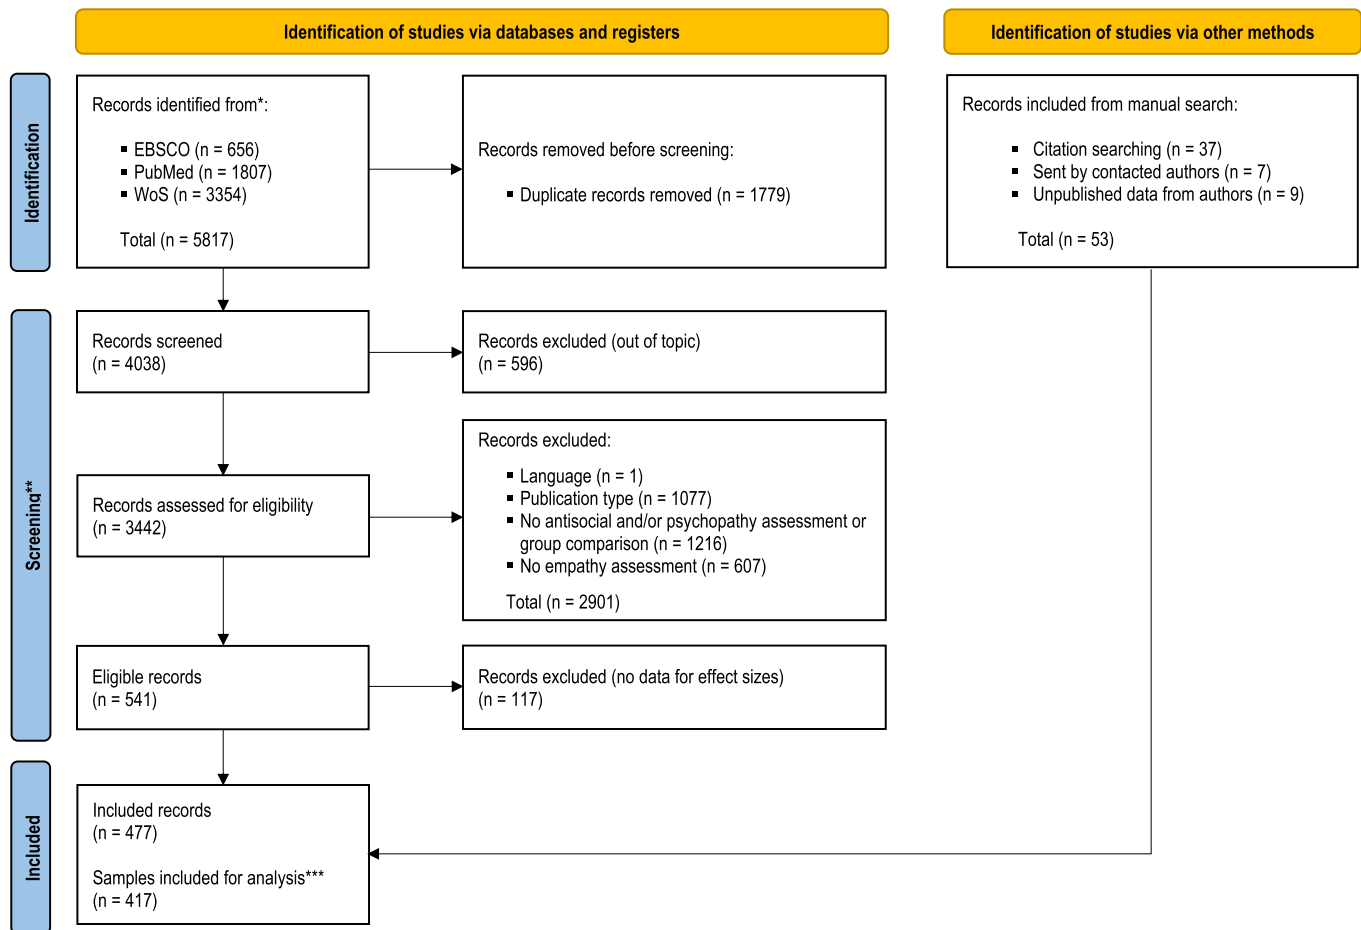 Identification of studies via databases and registers
Identification of studies via other methods
Identification
Records identified from*:
▪ EBSCO (n = 656)
▪ PubMed (n = 1807)
▪ WoS (n = 3354)
Total (n = 5817)
Records removed before screening:
▪ Duplicate records removed (n = 1779)
Records included from manual search:
▪ Citation searching (n = 37)
▪ Sent by contacted authors (n = 7)
▪ Unpublished data from authors (n = 9)
Total (n = 53)
Screening**
Records screened
(n = 4038)
Records excluded (out of topic)
(n = 596)
Records assessed for eligibility
(n = 3442)
Records excluded:
▪ Language (n = 1)
▪ Publication type (n = 1077)
▪ No antisocial and/or psychopathy assessment or
group comparison (n = 1216)
▪ No empathy assessment (n = 607)
Total (n = 2901)
Eligible records
(n = 541)
Records excluded (no data for effect sizes)
(n = 117)
Included
Included records
(n = 477)
Samples included for analysis***
(n = 417)